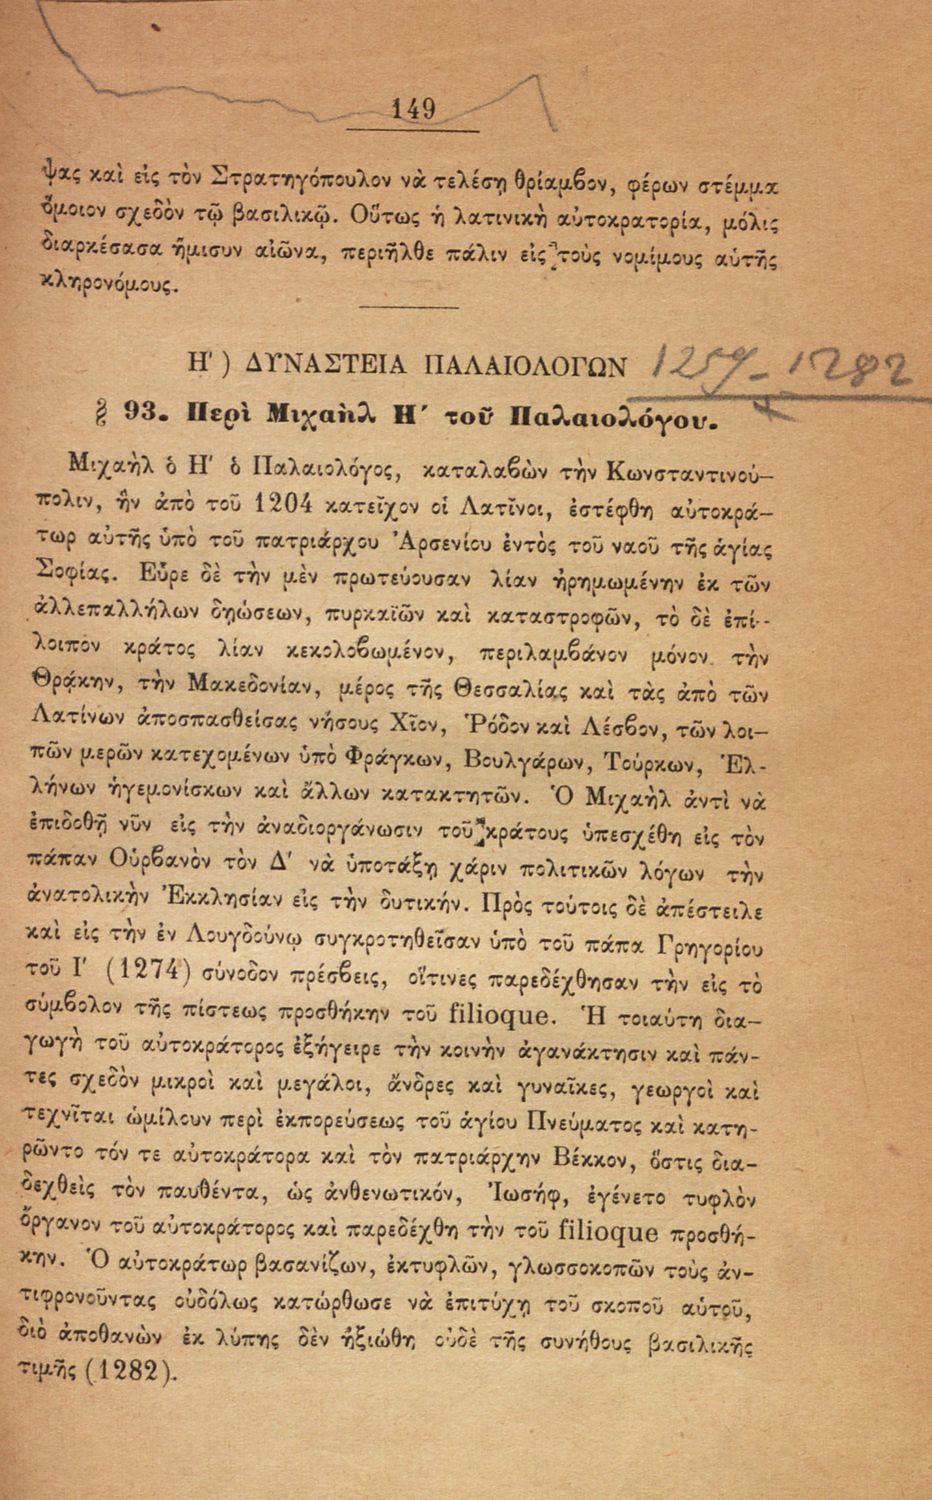 149
ψας καὶ εἰς τὸν Στρατηγόπουλον νὰ τελέσῃ θρίαμβον, φέρων στέμμα
ὅμοιον σχεδὸν τῷ βασιλικῷ. Οὕτως ἡ λατινικὴ αὐτοκρατορία, μόλις
διαρκέσασα ἥμισυν αἰῶνα, περιῆλθε πάλιν εἰς τοὺς νομίμους αὐτῆς
κληρονόμους.
Η′) ΔΥΝΑΣΤΕΙΑ ΠΑΛΑΙΟΛΟΓΩΝ 1259-1282
§ 93. Περὶ Μιχαὴλ Η′ τοῦ Παλαιολόγου.
Μιχαὴλ ὁ Η′ ὁ Παλαιολόγος, καταλαβὼν τὴν Κωνσταντινού–
πολιν, ἣν ἀπὸ τοῦ 1204 κατεῖχον οἱ Λατῖνοι, ἐστέφθη αὐτοκρά–
τωρ αὐτῆς ὑπὸ τοῦ πατριάρχου Ἀρσενίου ἐντὸς τοῦ ναοῦ τῆς ἁγίας
Σοφίας. Εὗρε δὲ τὴν μὲν πρωτεύουσαν λίαν ἠρημωμένην ἐκ τῶν
ἀλλεπαλλήλων δῃώσεων, πυρκαϊῶν καὶ καταστροφῶν, τὸ δὲ ἐπί-
λοιπον κράτος λίαν κεκολοβωμένον, περιλαμβάνον μόνον τὴν
Θρᾴκην, τὴν Μακεδονίαν, μέρος τῆς Θεσσαλίας καὶ τὰς ἀπὸ τῶν
Λατίνων ἀποσπασθείσας νήσους Χῖον, Ῥόδον καὶ Λέσβον, τῶν λοι–
πῶν μερῶν κατεχομένων ὑπὸ Φράγκων, Βουλγάρων, Τούρκων, Ἑλ-
λήνων ἡγεμονίσκων καὶ ἄλλων κατακτητῶν. Ὁ Μιχαὴλ ἀντὶ νὰ
ἐπιδοθῇ νῦν εἰς τὴν ἀναδιοργάνωσιν τοῦ κράτους ὑπεσχέθη εἰς τὸν
πάπαν Οὐρβανὸν τὸν Δ′ νὰ ὑποτάξῃ χάριν πολιτικῶν λόγων τὴν
ἀνατολικὴν Ἐκκλησίαν εἰς τὴν δυτικήν. Πρὸς τούτοις δὲ ἀπέστειλε
καὶ εἰς τὴν ἐν Λουγδούνῳ συγκροτηθεῖσαν ὑπὸ τοῦ πάπα Γρηγορίου
τοῦ Ι′ (1274) σύνοδον πρέσβεις, οἵτινες παρεδέχθησαν τὴν εἰς τὸ
σύμβολον τῆς πίστεως προσθήκην τοῦ filioque. Ἡ τοιαύτη δια–
γωγὴ τοῦ αὐτοκράτορος ἐξήγειρε τὴν κοινὴν ἀγανάκτησιν καὶ πάν-
τες σχεδὸν μικροὶ καὶ μεγάλοι, ἄνδρες καὶ γυναῖκες, γεωργοὶ καὶ
τεχνῖται ὡμίλουν περὶ ἐκπορεύσεως τοῦ ἁγίου Πνεύματος καὶ κατη-
ρῶντο τόν τε αὐτοκράτορα καὶ τὸν πατριάρχην Βέκκον, ὅστις δια-
δεχθεὶς τὸν παυθέντα, ὡς ἀνθενωτικόν, Ἰωσήφ, ἐγένετο τυφλὸν
ὄργανον τοῦ αὐτοκράτορος καὶ παρεδέχθη τὴν τοῦ filioque προσθή-
κην. Ὁ αὐτοκράτωρ βασανίζων, ἐκτυφλῶν, γλωσσοκοπῶν τοὺς ἀν-
τιφρονοῦντας οὐδόλως κατώρθωσε νὰ ἐπιτύχῃ τοῦ σκοποῦ αὑτοῦ,
διὸ ἀποθανὼν ἐκ λύπης δὲν ἠξιώθη οὐδὲ τῆς συνήθους βασιλικῆς
τιμῆς (1282).